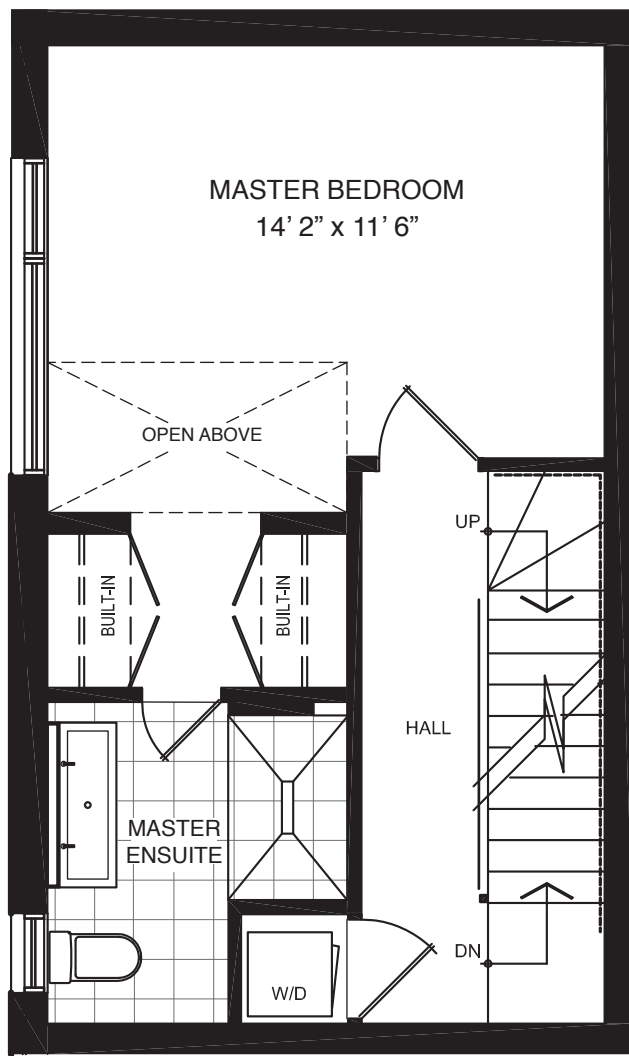 MASTER BEDROOM
14’ 2” x 11’ 6”
OPEN ABOVE
UP
BUILT-IN
BUILT-IN
HALL
MASTER
ENSUITE
DN
W/D